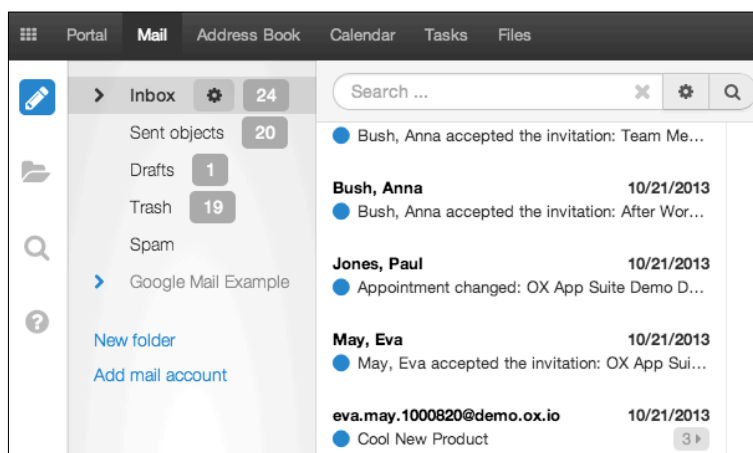 Portal Mail Address Book Calendar Tasks Files
Inbox 24
Sent objects 20
Drafts 1
Trash 19
Spam
Google Mail Example
New folder
Add mail account
Search ...
Bush, Anna accepted the invitation: Team Me...
Bush, Anna 10/21/2013
Bush, Anna accepted the invitation: After Wor...
Jones, Paul 10/21/2013
Appointment changed: OX App Suite Demo D...
May, Eva 10/21/2013
May, Eva accepted the invitation: OX App Sui...
eva.may.1000820@demo.ox.io 10/21/2013
Cool New Product 3